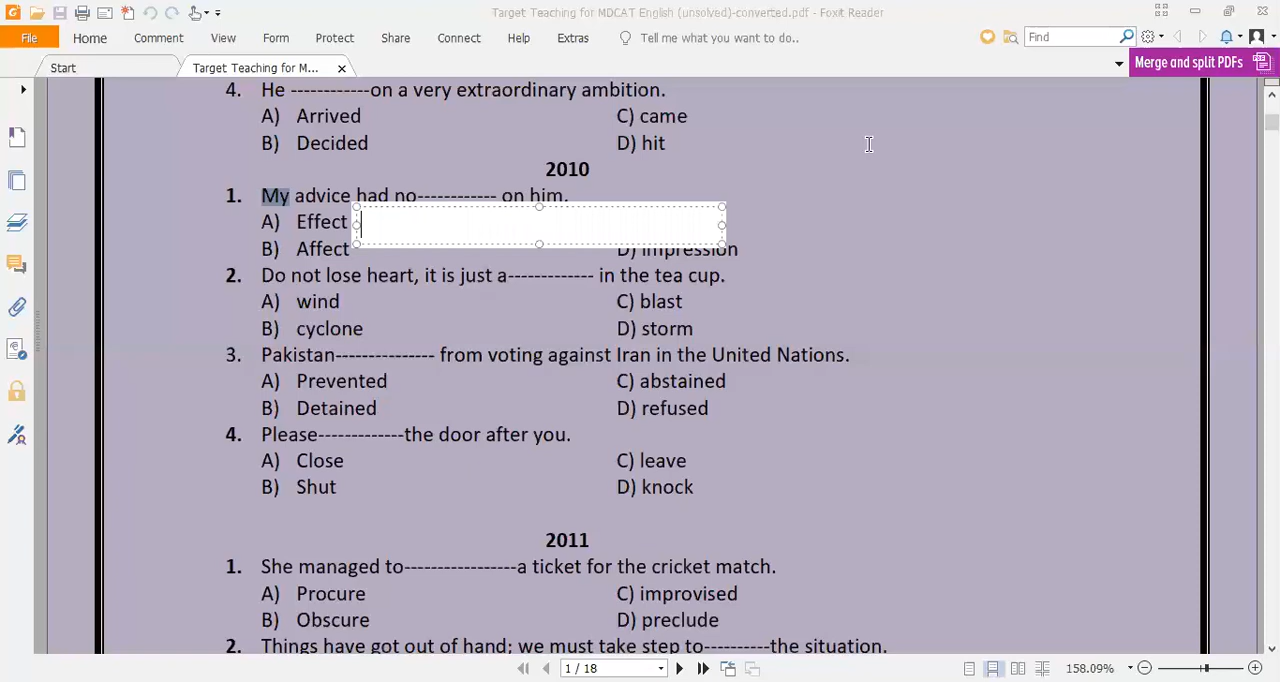 Target Teaching for MDCAT English (unsolved)-converted.pdf - Foxit Reader
File Home Comment View Form Protect Share Connect Help Extras Tell me what you want to do.. Find
Start Target Teaching for M... Merge and split PDFs
4. He ------------on a very extraordinary ambition.
A) Arrived C) came
B) Decided D) hit
2010
1. My advice had no------------ on him.
A) Effect
B) Affect D) impression
2. Do not lose heart, it is just a------------- in the tea cup.
A) wind C) blast
B) cyclone D) storm
3. Pakistan--------------- from voting against Iran in the United Nations.
A) Prevented C) abstained
B) Detained D) refused
4. Please-------------the door after you.
A) Close C) leave
B) Shut D) knock
2011
1. She managed to-----------------a ticket for the cricket match.
A) Procure C) improvised
B) Obscure D) preclude
2. Things have got out of hand; we must take step to----------the situation.
1 / 18 158.09%